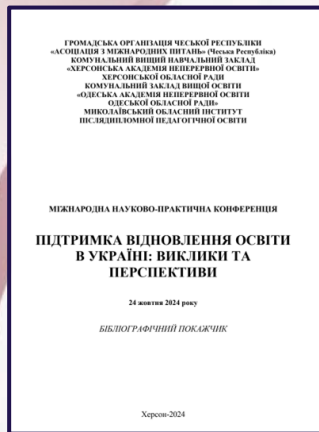 ГРОМАДСЬКА ОРГАНІЗАЦІЯ ЧЕСЬКОЇ РЕСПУБЛІКИ
«АСОЦІАЦІЯ З МІЖНАРОДНИХ ПИТАНЬ» (Чеська Республіка)
КОМУНАЛЬНИЙ ВИЩИЙ НАВЧАЛЬНИЙ ЗАКЛАД
«ХЕРСОНСЬКА АКАДЕМІЯ НЕПЕРЕРВНОЇ ОСВІТИ»
ХЕРСОНСЬКОЇ ОБЛАСНОЇ РАДИ
КОМУНАЛЬНИЙ ЗАКЛАД ВИЩОЇ ОСВІТИ
«ОДЕСЬКА АКАДЕМІЯ НЕПЕРЕРВНОЇ ОСВІТИ
ОДЕСЬКОЇ ОБЛАСНОЇ РАДИ»
МИКОЛАЇВСЬКИЙ ОБЛАСНИЙ ІНСТИТУТ
ПІСЛЯДИПЛОМНОЇ ПЕДАГОГІЧНОЇ ОСВІТИ
МІЖНАРОДНА НАУКОВО-ПРАКТИЧНА КОНФЕРЕНЦІЯ
ПІДТРИМКА ВІДНОВЛЕННЯ ОСВІТИ
В УКРАЇНІ: ВИКЛИКИ ТА
ПЕРСПЕКТИВИ
24 жовтня 2024 року
БІБЛІОГРАФІЧНИЙ ПОКАЖЧИК
Херсон-2024